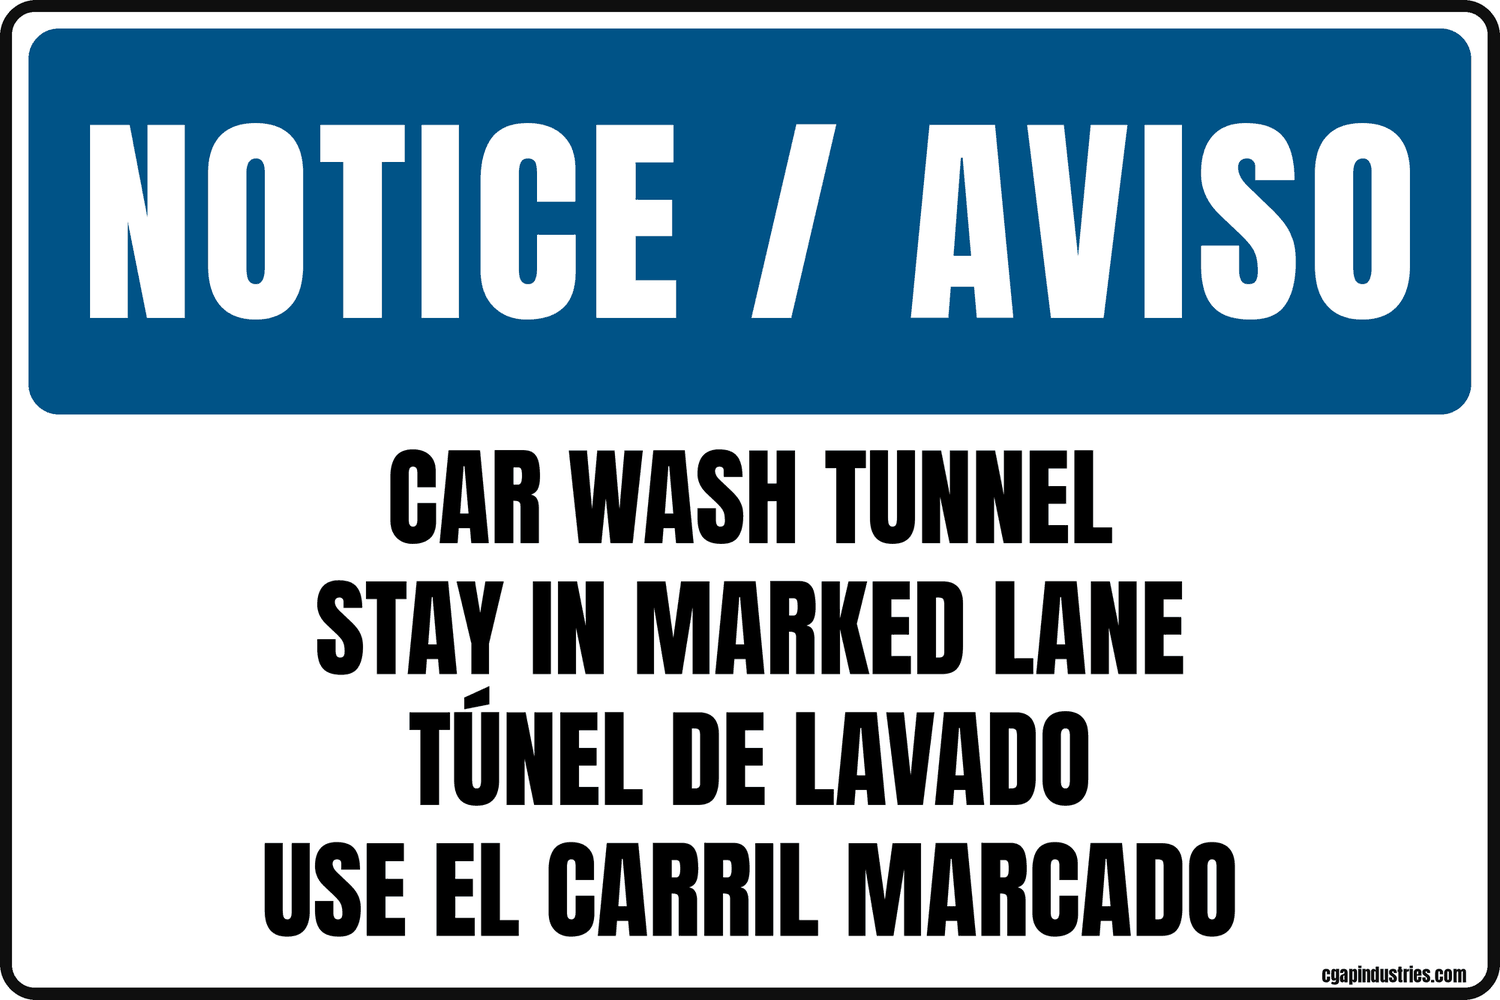 NOTICE / AVISO
CAR WASH TUNNEL
STAY IN MARKED LANE
TÚNEL DE LAVADO
USE EL CARRIL MARCADO
cgapindustries.com